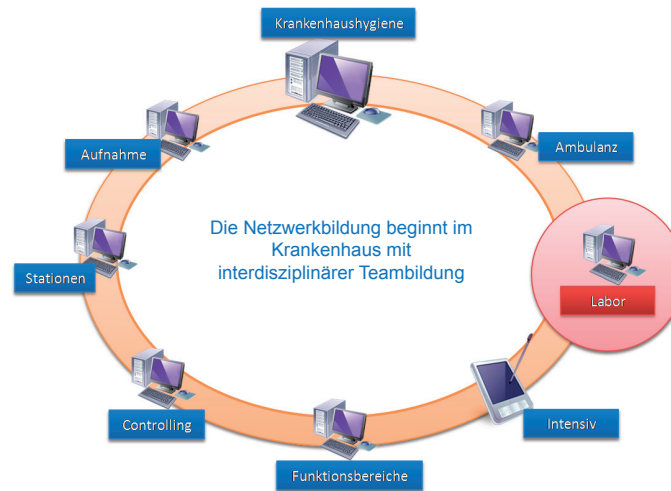 Krankenhaushygiene
Aufnahme
Ambulanz
Die Netzwerkbildung beginnt im
Krankenhaus mit
interdisziplinärer Teambildung
Stationen
Labor
Controlling
Intensiv
Funktionsbereiche